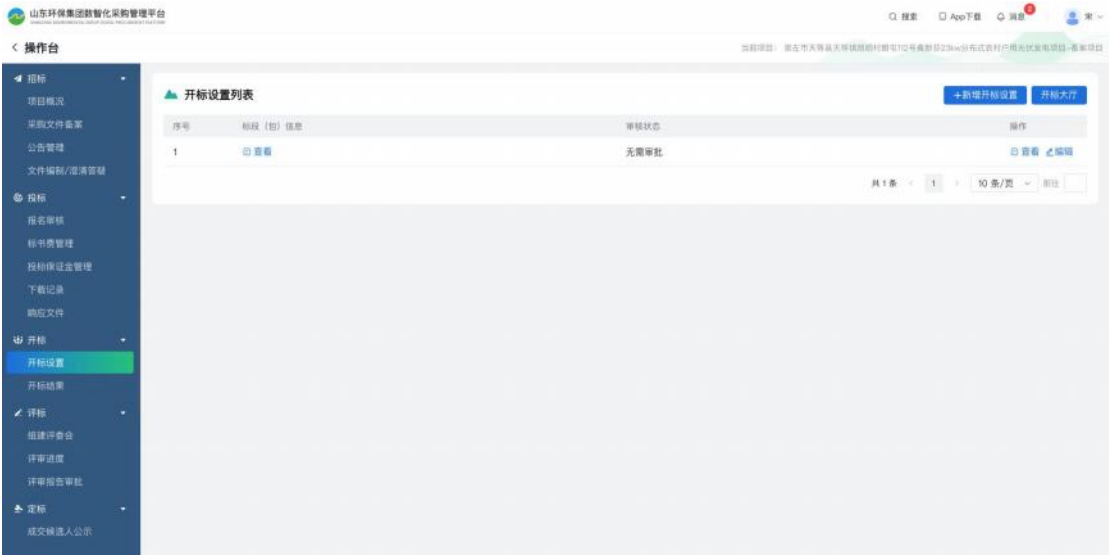 山东环保集团数智化采购管理平台
搜索 App下载 消息 0 宋
操作台
当前项目：
招标
项目概况
采购文件备案
公告管理
文件编制/澄清答疑
投标
报名审核
标书费管理
投标保证金管理
下载记录
响应文件
开标
开标设置
开标结果
评标
组建评委会
评审进度
评审报告审批
定标
成交候选人公示
开标设置列表
+新增开标设置 开标大厅
序号 标段（包）信息 审核状态 操作
1 查看 无需审批 查看 编辑
共 1 条 < 1 > 10 条/页 前往